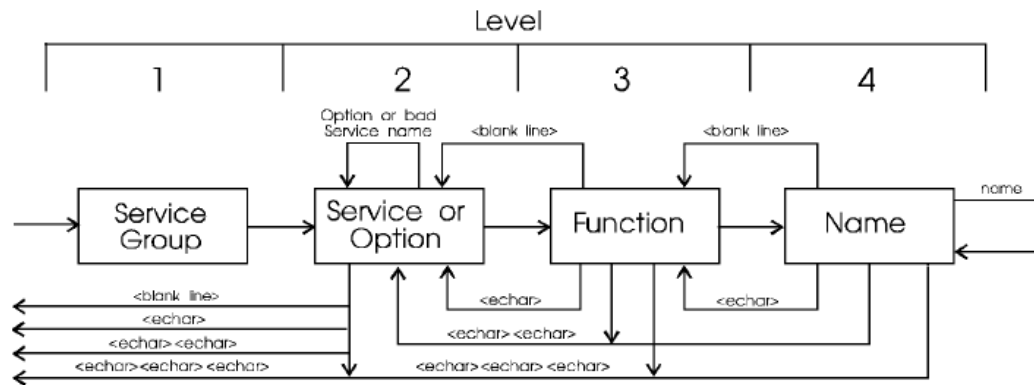 Level
1
2
3
4
Option or bad
Service name
<blank line>
<blank line>
Service
Group
Service or
Option
Function
Name
name
<blank line>
<echar>
<echar>
<echar>
<echar><echar>
<echar><echar>
<echar><echar><echar>
<echar><echar><echar>